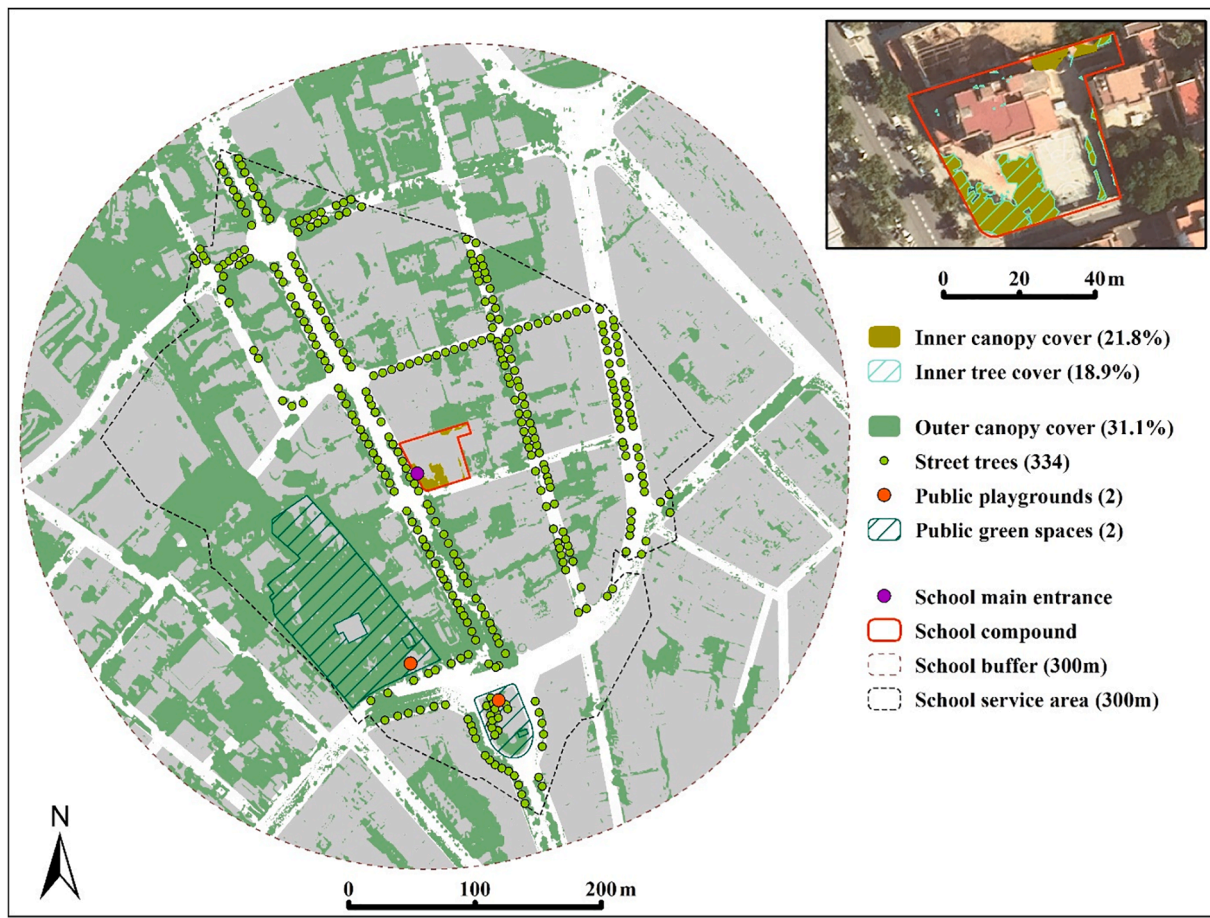 0 20 40 m
Inner canopy cover (21.8%)
Inner tree cover (18.9%)
Outer canopy cover (31.1%)
Street trees (334)
Public playgrounds (2)
Public green spaces (2)
School main entrance
School compound
School buffer (300m)
School service area (300m)
N
0 100 200 m